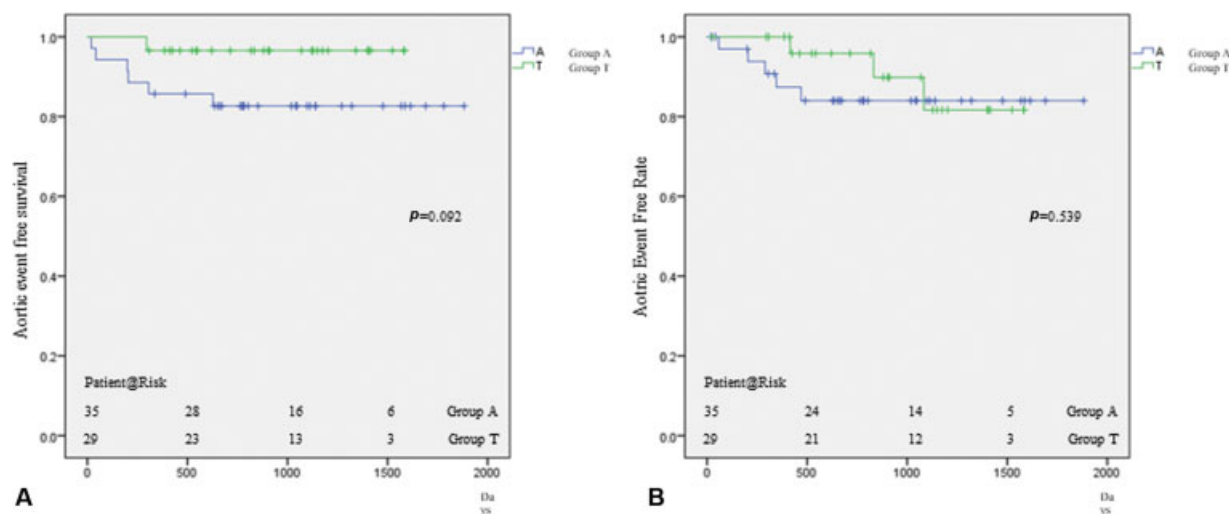 1.0
0.8
0.6
0.4
0.2
0.0
Aortic event free survival
A Group A
T Group T
p=0.092
Patient@Risk
35 28 16 6 Group A
29 23 13 3 Group T
0 500 1000 1500 2000
Da
ys
A
1.0
0.8
0.6
0.4
0.2
0.0
Aotric Event Free Rate
A Group A
T Group T
p=0.539
Patient@Risk
35 24 14 5 Group A
29 21 12 3 Group T
0 500 1000 1500 2000
Da
ys
B